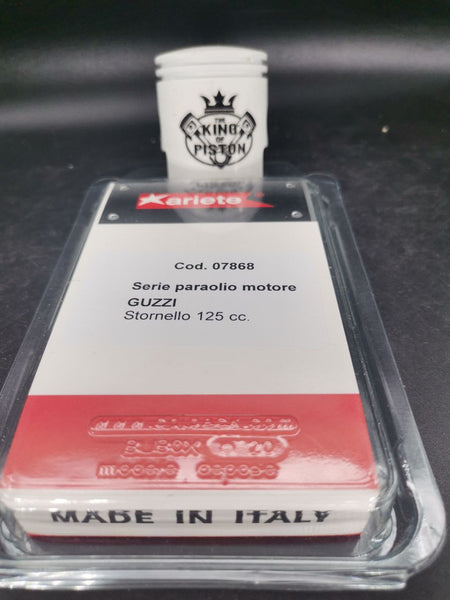 THE
KING
OF
PISTON
ariete
Cod. 07868
Serie paraolio motore
GUZZI
Stornello 125 cc.
MADE IN ITALY